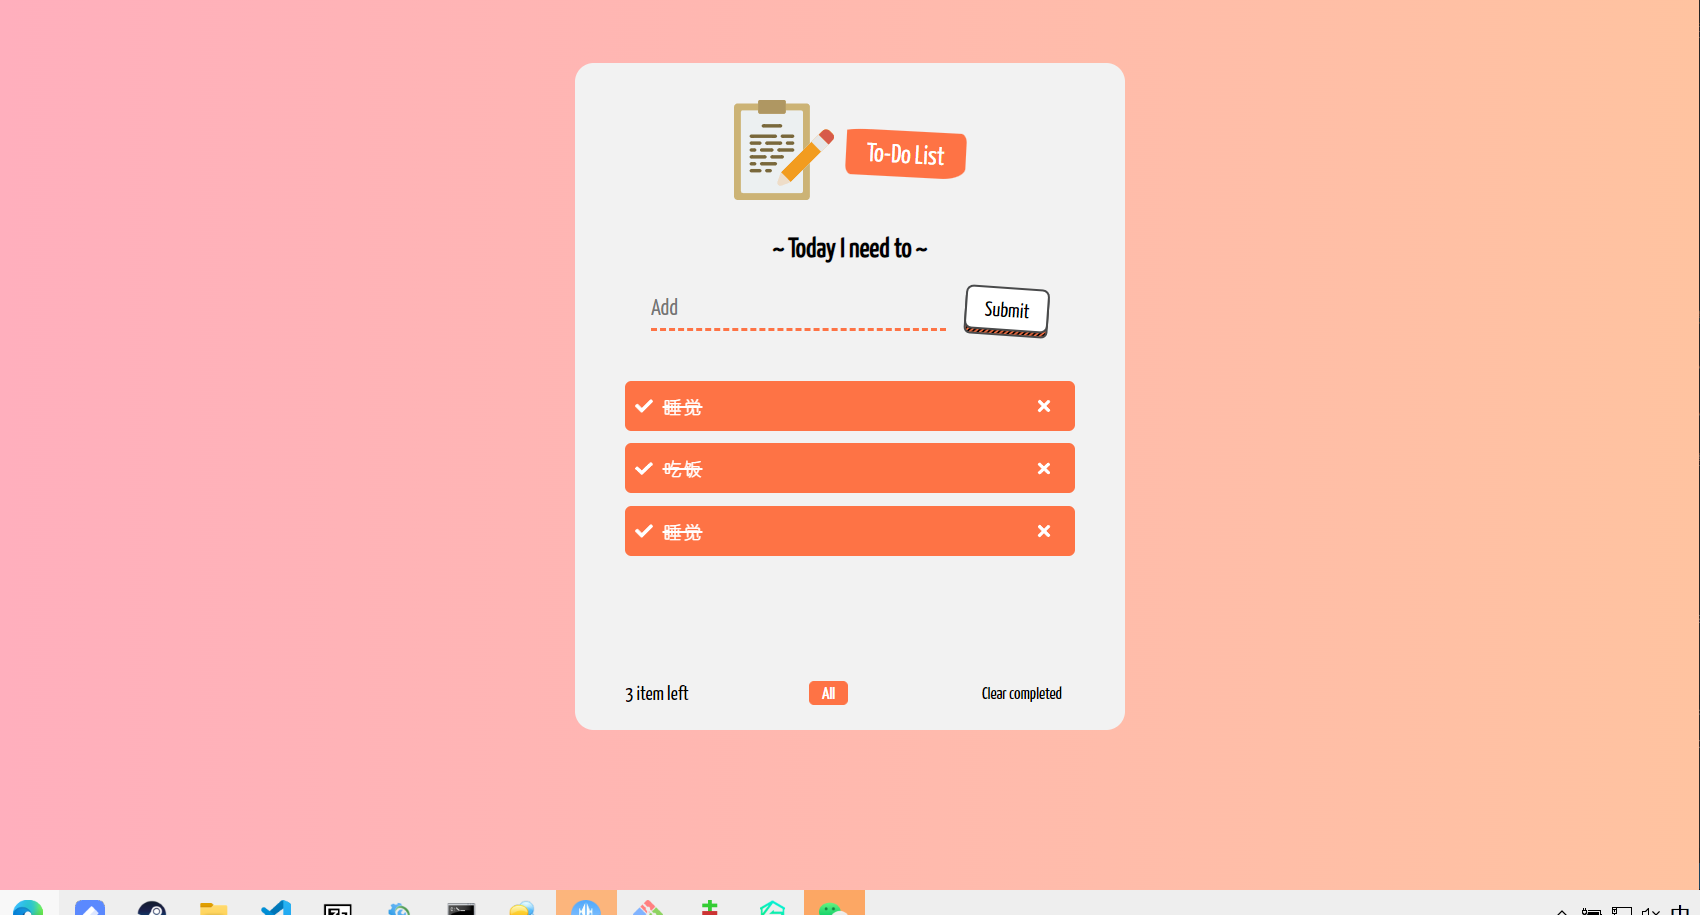 To-Do List
~ Today I need to ~
Add
Submit
睡觉
吃饭
睡觉
3 item left
All
Clear completed